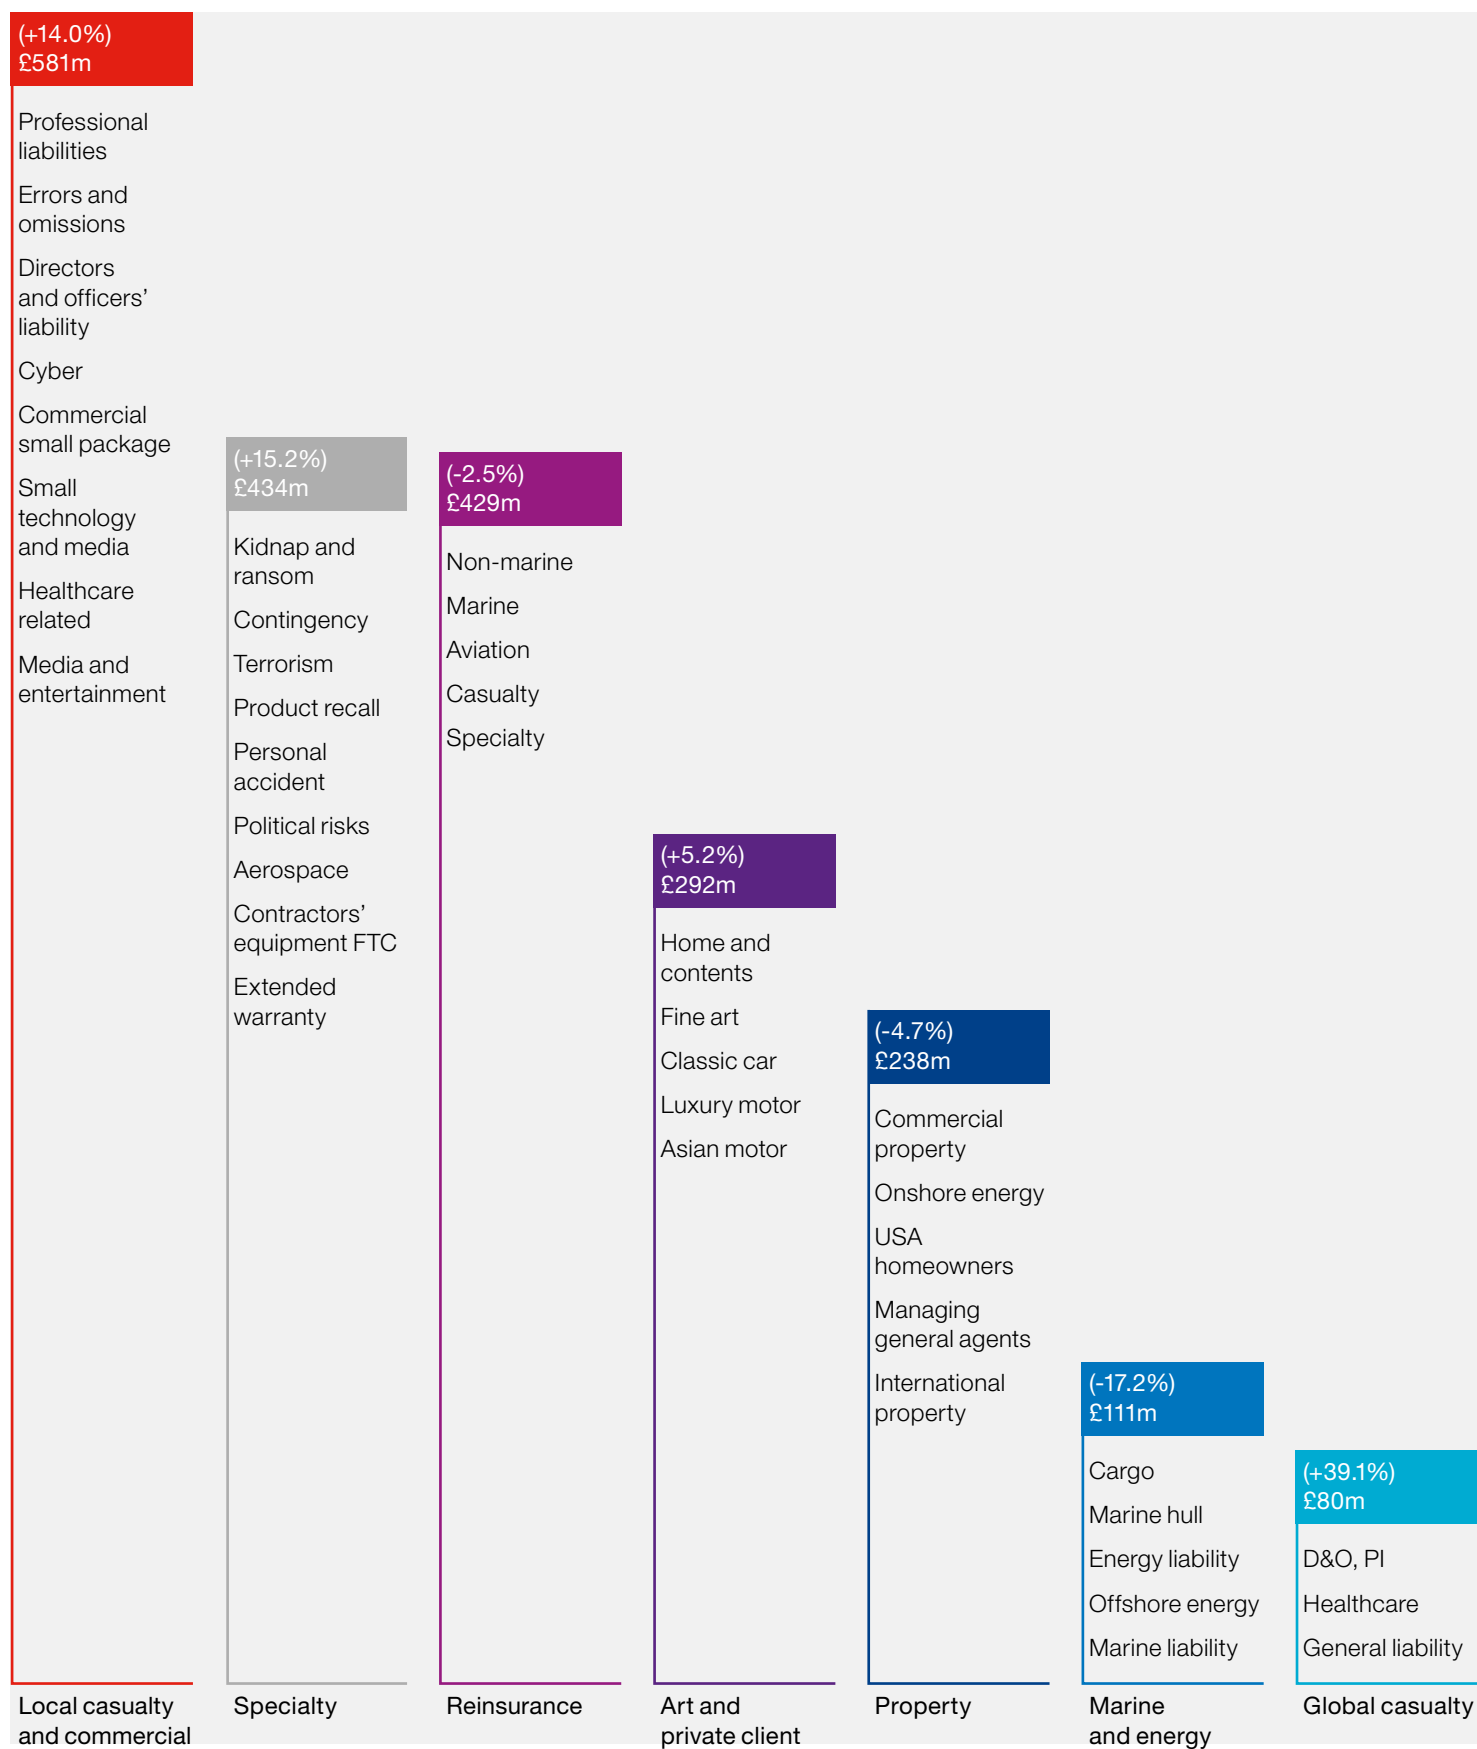 (+14.0%)
£581m
Professional
liabilities
Errors and
omissions
Directors
and officers’
liability
Cyber
Commercial
small package
Small
technology
and media
Healthcare
related
Media and
entertainment
Local casualty
and commercial
(+15.2%)
£434m
Kidnap and
ransom
Contingency
Terrorism
Product recall
Personal
accident
Political risks
Aerospace
Contractors’
equipment FTC
Extended
warranty
Specialty
(-2.5%)
£429m
Non-marine
Marine
Aviation
Casualty
Specialty
Reinsurance
(+5.2%)
£292m
Home and
contents
Fine art
Classic car
Luxury motor
Asian motor
Art and
private client
(-4.7%)
£238m
Commercial
property
Onshore energy
USA
homeowners
Managing
general agents
International
property
Property
(-17.2%)
£111m
Cargo
Marine hull
Energy liability
Offshore energy
Marine liability
Marine
and energy
(+39.1%)
£80m
D&O, PI
Healthcare
General liability
Global casualty